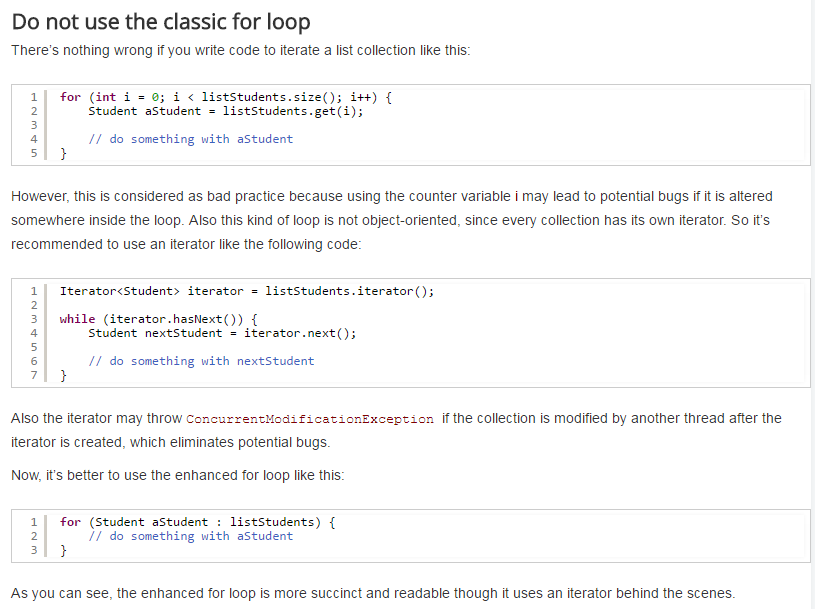 Do not use the classic for loop
There's nothing wrong if you write code to iterate a list collection like this:
1 for (int i = 0; i < listStudents.size(); i++) {
2     Student aStudent = listStudents.get(i);
3
4     // do something with aStudent
5 }
However, this is considered as bad practice because using the counter variable i may lead to potential bugs if it is altered
somewhere inside the loop. Also this kind of loop is not object-oriented, since every collection has its own iterator. So it's
recommended to use an iterator like the following code:
1 Iterator<Student> iterator = listStudents.iterator();
2
3 while (iterator.hasNext()) {
4     Student nextStudent = iterator.next();
5
6     // do something with nextStudent
7 }
Also the iterator may throw ConcurrentModificationException if the collection is modified by another thread after the
iterator is created, which eliminates potential bugs.
Now, it's better to use the enhanced for loop like this:
1 for (Student aStudent : listStudents) {
2     // do something with aStudent
3 }
As you can see, the enhanced for loop is more succinct and readable though it uses an iterator behind the scenes.